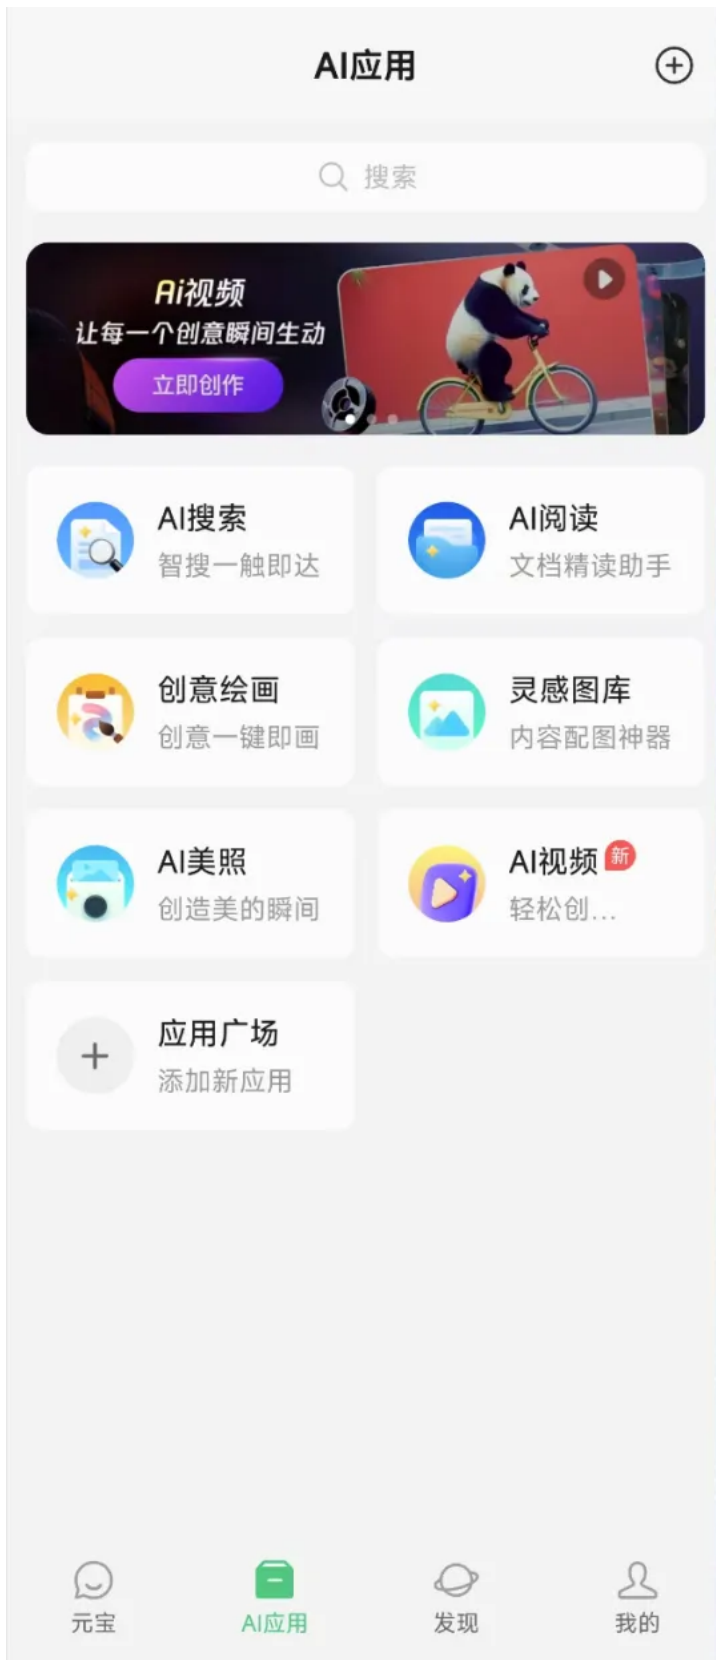 AI应用
搜索
Ai视频
让每一个创意瞬间生动
立即创作
AI搜索
智搜一触即达
AI阅读
文档精读助手
创意绘画
创意一键即画
灵感图库
内容配图神器
AI美照
创造美的瞬间
AI视频 新
轻松创...
应用广场
添加新应用
元宝
AI应用
发现
我的